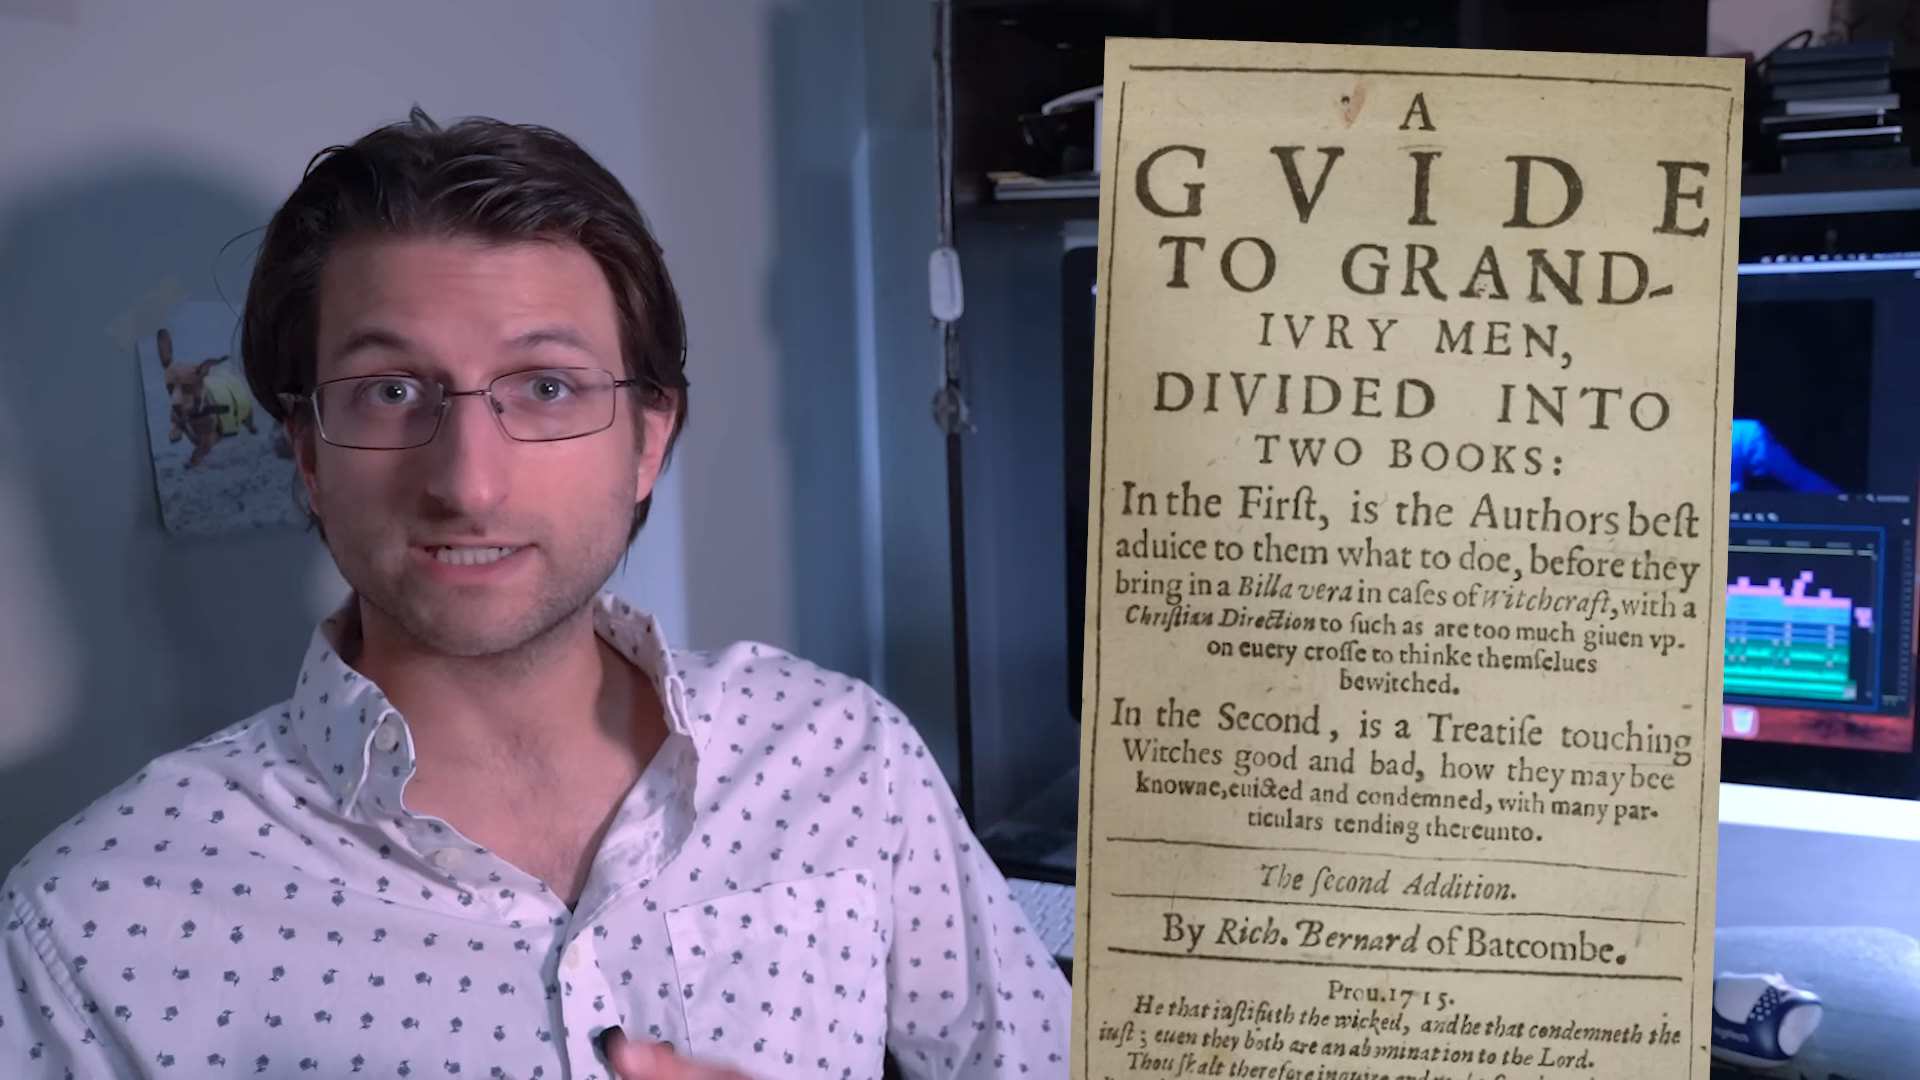 A
GVIDE
TO GRAND-
IVRY MEN,
DIVIDED INTO
TWO BOOKS:
In the Firſt, is the Authors beſt
aduice to them what to doe, before they
bring in a Billa vera in caſes of Witchcraft, with a
Chriſtian Direction to ſuch as are too much giuen vp-
on euery croſſe to thinke themſelues
bewitched.
In the Second, is a Treatiſe touching
Witches good and bad, how they may bee
knowne, euicted and condemned, with many par-
ticulars tending thereunto.
The ſecond Addition.
By Rich. Bernard of Batcombe.
Prou.17 15.
He that iuſtifieth the wicked, and he that condemneth the
iuſt; euen they both are an abomination to the Lord.
Thou ſhalt therefore inquire and